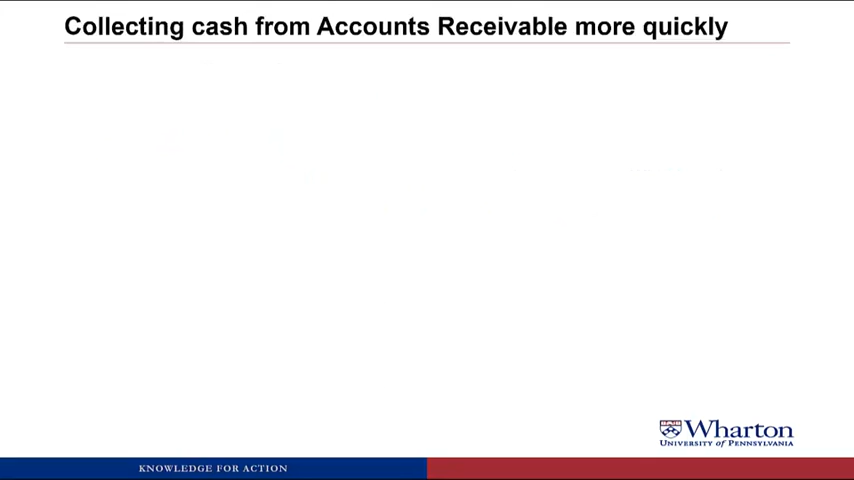 Collecting cash from Accounts Receivable more quickly
Wharton
UNIVERSITY OF PENNSYLVANIA
KNOWLEDGE FOR ACTION